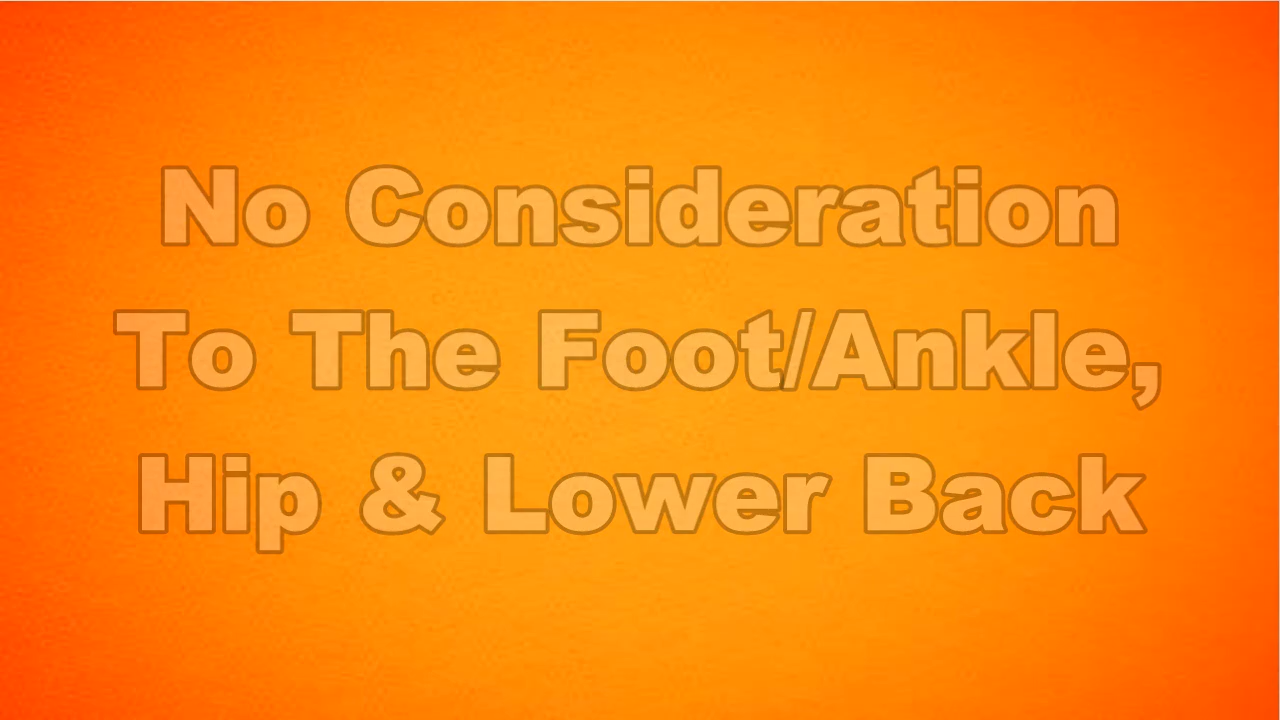 No Consideration
To The Foot/Ankle,
Hip & Lower Back